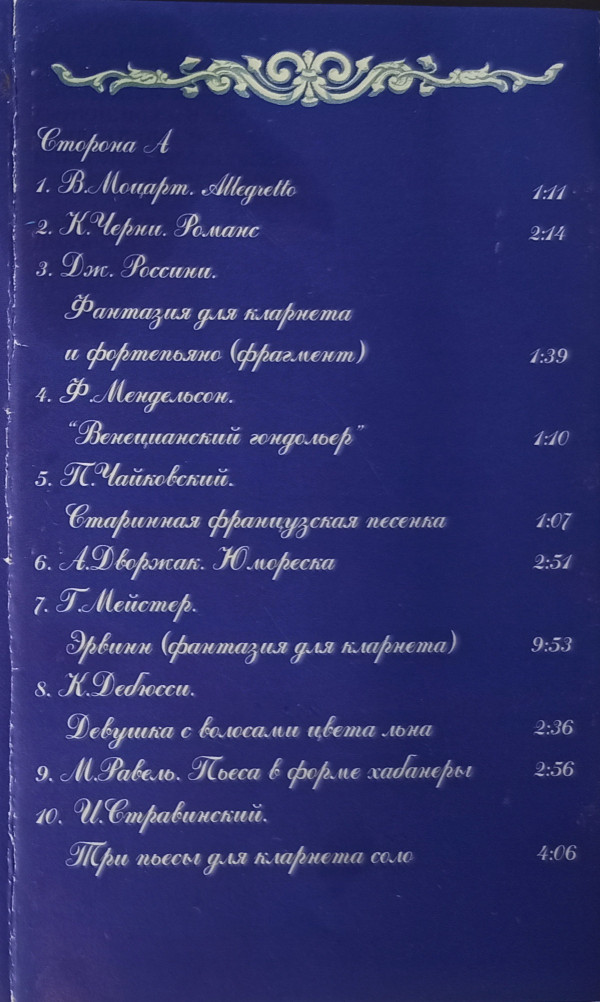 Сторона А
1. В.Моцарт. Allegretto 1:11
2. К.Черни. Романс 2:14
3. Дж. Россини.
Фантазия для кларнета
и фортепьяно (фрагмент) 1:39
4. Ф.Мендельсон.
"Венецианский гондольер" 1:10
5. П.Чайковский.
Старинная французская песенка 1:07
6. А.Дворжак. Юмореска 2:51
7. Г.Мейстер.
Эрвинн (фантазия для кларнета) 9:53
8. К.Дебюсси.
Девушка с волосами цвета льна 2:36
9. М.Равель. Пьеса в форме хабанеры 2:56
10. И.Стравинский.
Три пьесы для кларнета соло 4:06